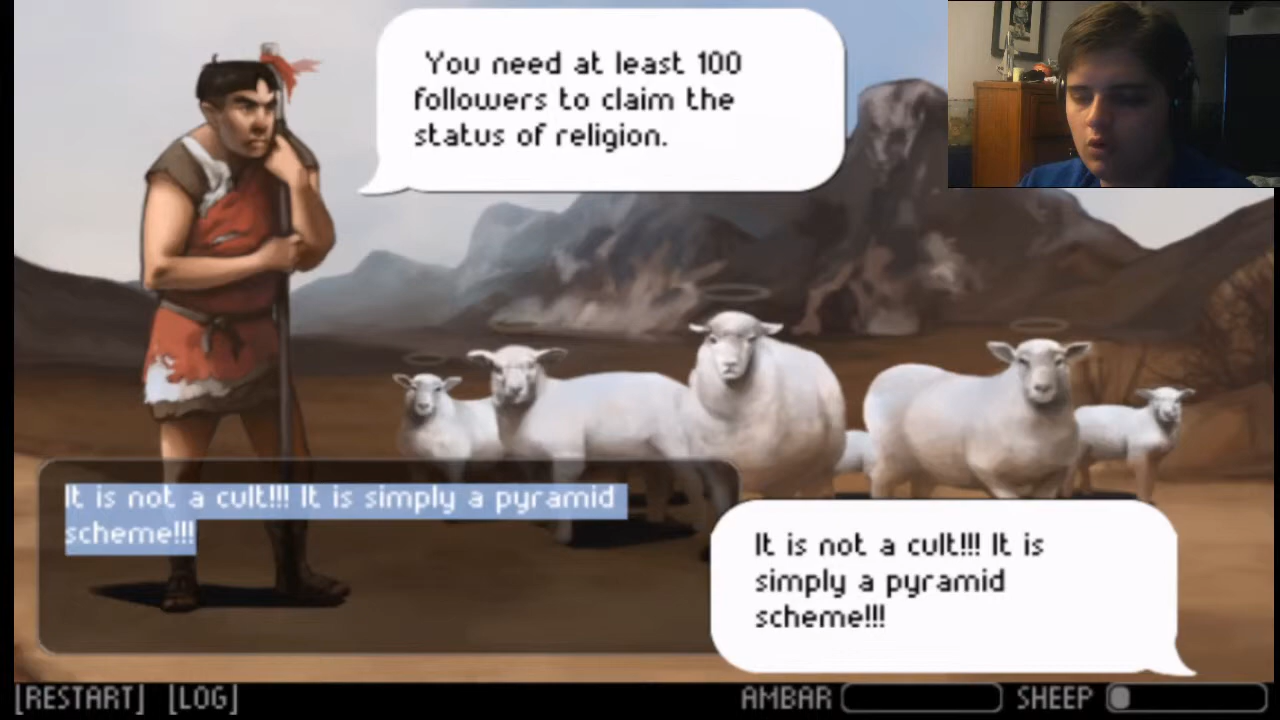 You need at least 100
followers to claim the
status of religion.
It is not a cult!!! It is simply a pyramid
scheme!!!
It is not a cult!!! It is
simply a pyramid
scheme!!!
[RESTART] [LOG]
AMBAR
SHEEP